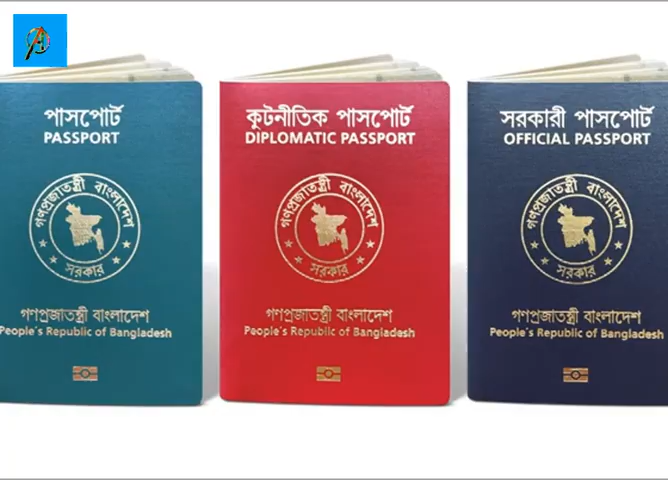 পাসপোর্ট
PASSPORT
গণপ্রজাতন্ত্রী বাংলাদেশ
সরকার
গণপ্রজাতন্ত্রী বাংলাদেশ
People's Republic of Bangladesh
কূটনীতিক পাসপোর্ট
DIPLOMATIC PASSPORT
গণপ্রজাতন্ত্রী বাংলাদেশ
সরকার
গণপ্রজাতন্ত্রী বাংলাদেশ
People's Republic of Bangladesh
সরকারী পাসপোর্ট
OFFICIAL PASSPORT
গণপ্রজাতন্ত্রী বাংলাদেশ
সরকার
গণপ্রজাতন্ত্রী বাংলাদেশ
People's Republic of Bangladesh